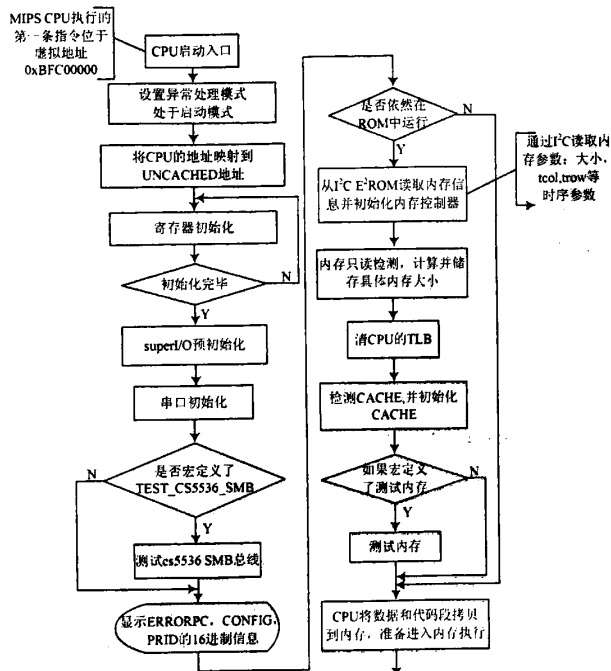 MIPS CPU执行的
第一条指令位于
虚拟地址
0xBFC00000
CPU启动入口
设置异常处理模式
处于启动模式
将CPU的地址映射到
UNCACHED地址
寄存器初始化
初始化完毕
N
Y
superI/O预初始化
串口初始化
是否宏定义了
TEST_CS5536_SMB
N
Y
测试cs5536 SMB总线
显示ERRORPC，CONFIG,
PRID的16进制信息
是否依然在
ROM中运行
N
Y
通过I²C读取内
存参数：大小，
tcol,trow等
时序参数
从I²C E²ROM读取内存信
息并初始化内存控制器
内存只读检测，计算并储
存具体内存大小
清CPU的TLB
检测CACHE,并初始化
CACHE
如果宏定义
了测试内存
N
Y
测试内存
CPU将数据和代码段拷贝
到内存，准备进入内存执行